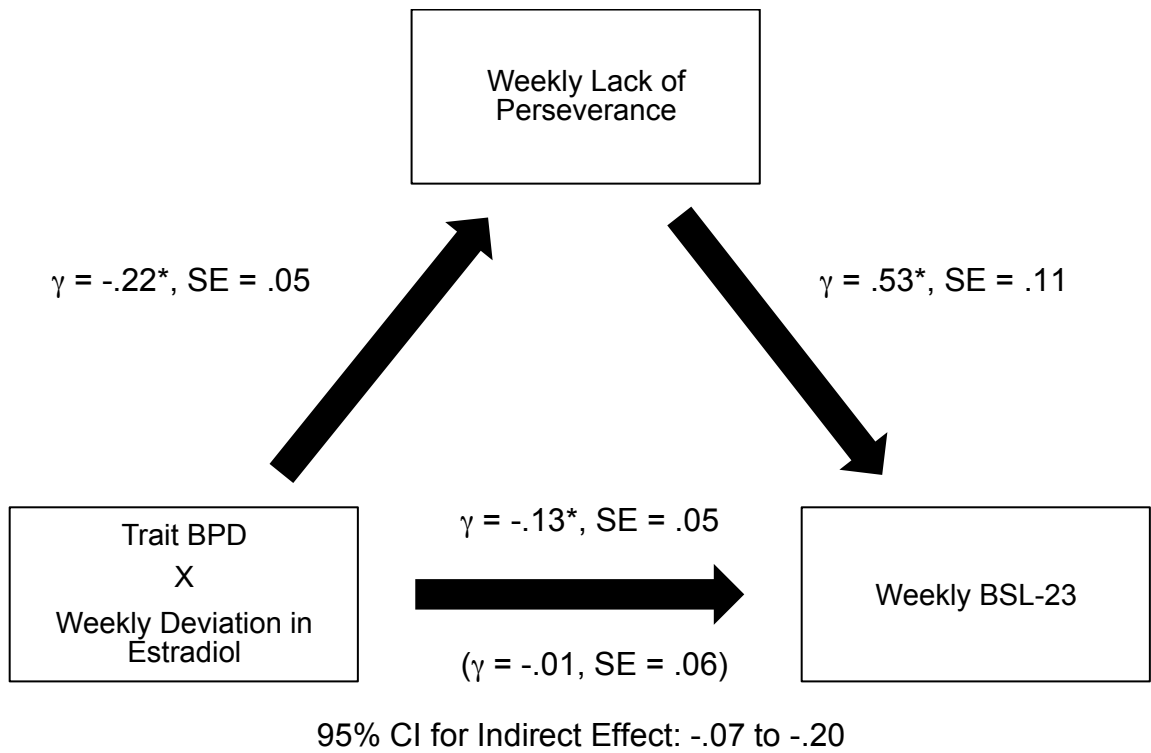 Weekly Lack of
Perseverance
γ = -.22*, SE = .05
γ = .53*, SE = .11
Trait BPD
X
Weekly Deviation in
Estradiol
γ = -.13*, SE = .05
(γ = -.01, SE = .06)
Weekly BSL-23
95% CI for Indirect Effect: -.07 to -.20